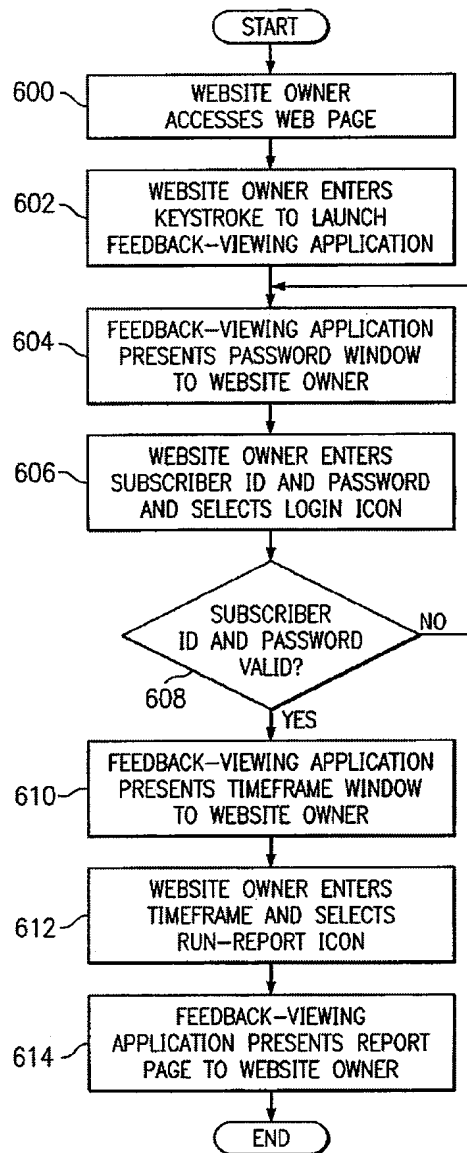 START
600
WEBSITE OWNER
ACCESSES WEB PAGE
602
WEBSITE OWNER ENTERS
KEYSTROKE TO LAUNCH
FEEDBACK-VIEWING APPLICATION
604
FEEDBACK-VIEWING APPLICATION
PRESENTS PASSWORD WINDOW
TO WEBSITE OWNER
606
WEBSITE OWNER ENTERS
SUBSCRIBER ID AND PASSWORD
AND SELECTS LOGIN ICON
SUBSCRIBER
ID AND PASSWORD
VALID?
NO
608
YES
610
FEEDBACK-VIEWING APPLICATION
PRESENTS TIMEFRAME WINDOW
TO WEBSITE OWNER
612
WEBSITE OWNER ENTERS
TIMEFRAME AND SELECTS
RUN-REPORT ICON
614
FEEDBACK-VIEWING
APPLICATION PRESENTS REPORT
PAGE TO WEBSITE OWNER
END